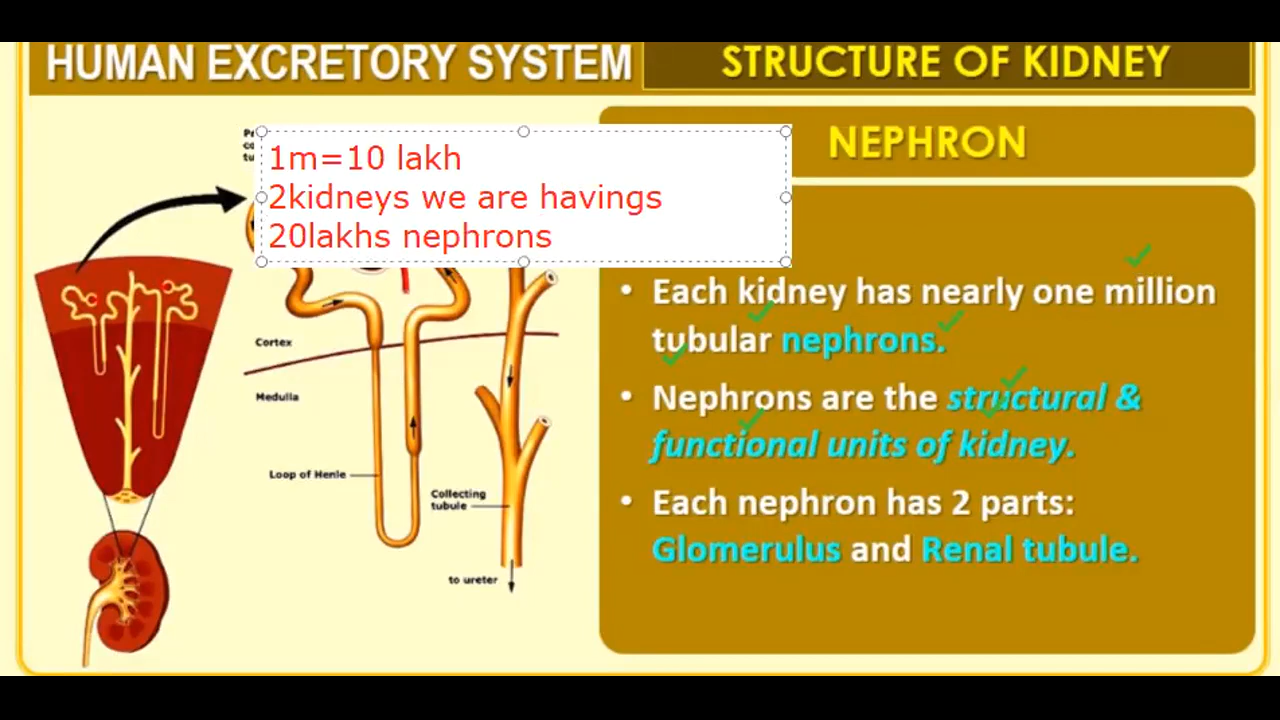 HUMAN EXCRETORY SYSTEM
STRUCTURE OF KIDNEY
NEPHRON
1m=10 lakh
2kidneys we are havings
20lakhs nephrons
Cortex
Medulla
Loop of Henle
Collecting
tubule
to ureter
• Each kidney has nearly one million
tubular nephrons.
• Nephrons are the structural &
functional units of kidney.
• Each nephron has 2 parts:
Glomerulus and Renal tubule.